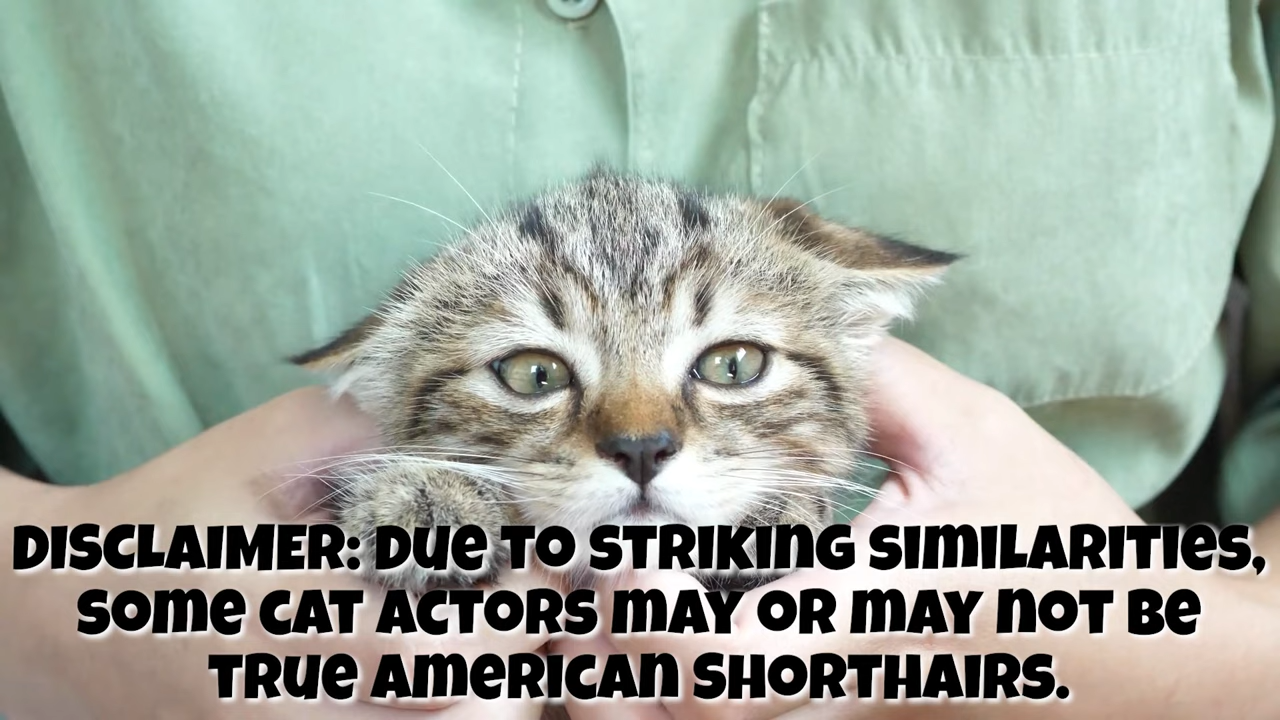 DISCLAIMER: Due to striking similarities,
some cat actors may or may not be
true American Shorthairs.